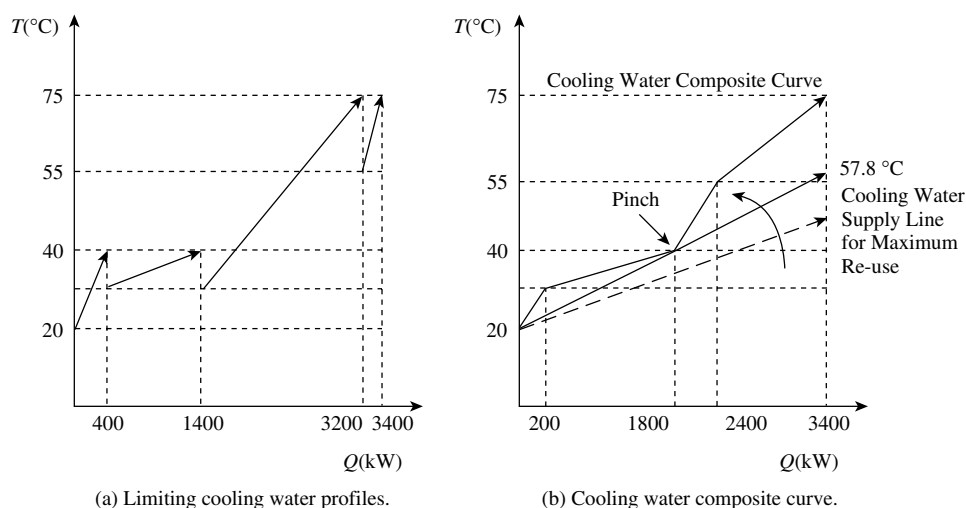 T(°C)
75
55
40
20
400
1400
3200
3400
Q(kW)
(a) Limiting cooling water profiles.
T(°C)
Cooling Water Composite Curve
75
57.8 °C
55
Cooling Water
Supply Line
for Maximum
Re-use
Pinch
40
20
200
1800
2400
3400
Q(kW)
(b) Cooling water composite curve.